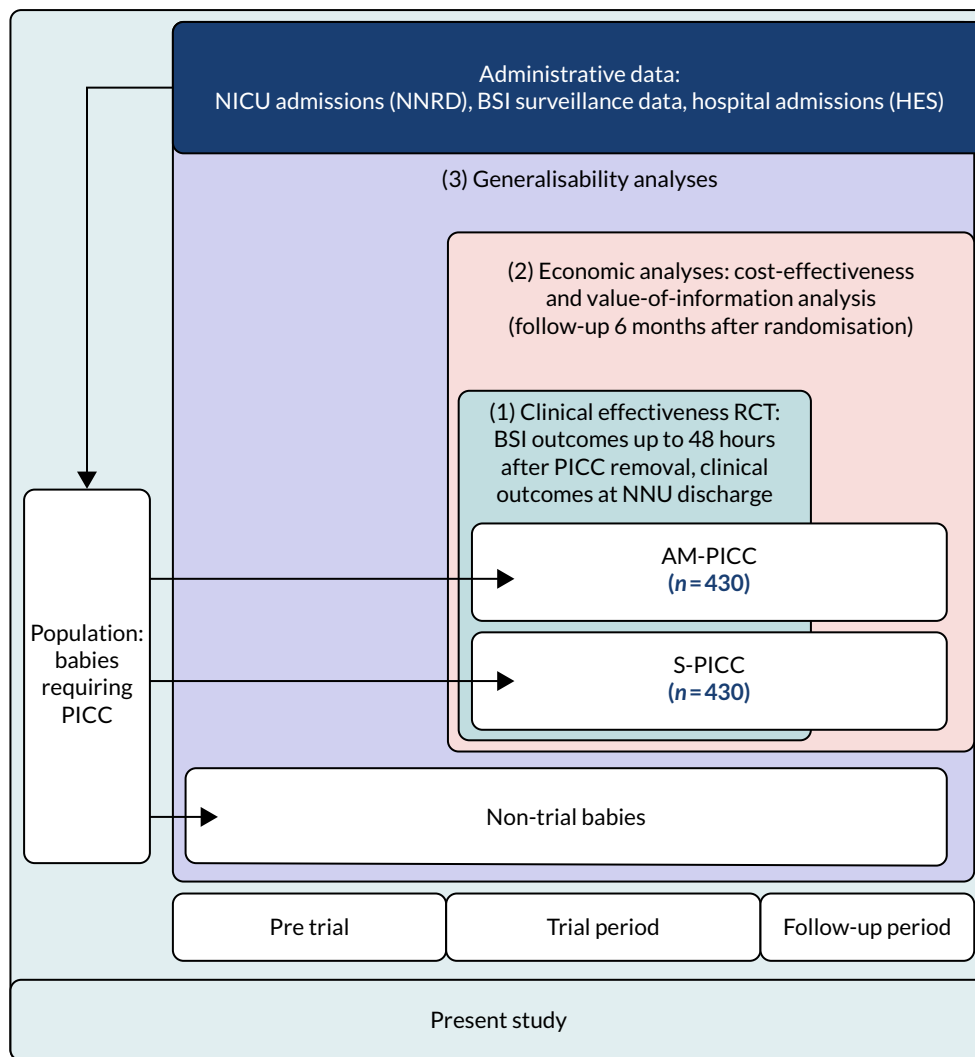 Administrative data:
NICU admissions (NNRD), BSI surveillance data, hospital admissions (HES)
(3) Generalisability analyses
(2) Economic analyses: cost-effectiveness
and value-of-information analysis
(follow-up 6 months after randomisation)
(1) Clinical effectiveness RCT:
BSI outcomes up to 48 hours
after PICC removal, clinical
outcomes at NNU discharge
AM-PICC
(n = 430)
Population:
babies
requiring
PICC
S-PICC
(n = 430)
Non-trial babies
Pre trial
Trial period
Follow-up period
Present study